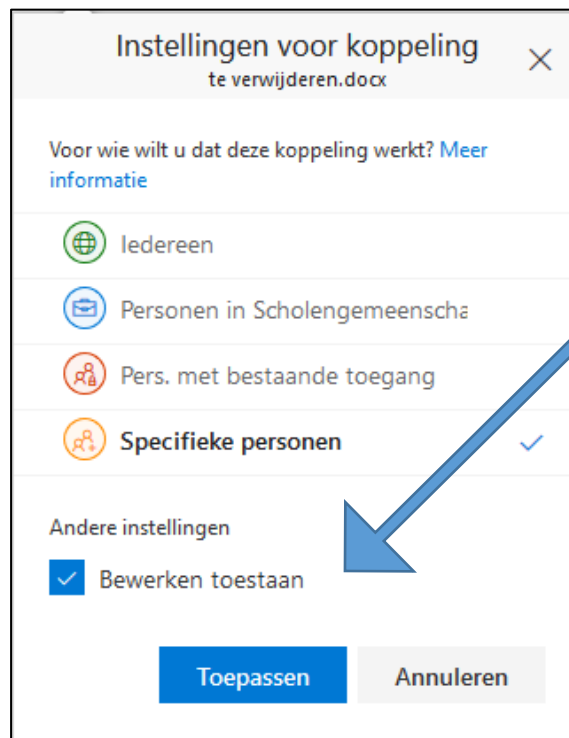 Instellingen voor koppeling
te verwijderen.docx
Voor wie wilt u dat deze koppeling werkt? Meer
informatie
Iedereen
Personen in Scholengemeenscha
Pers. met bestaande toegang
Specifieke personen
Andere instellingen
Bewerken toestaan
Toepassen Annuleren